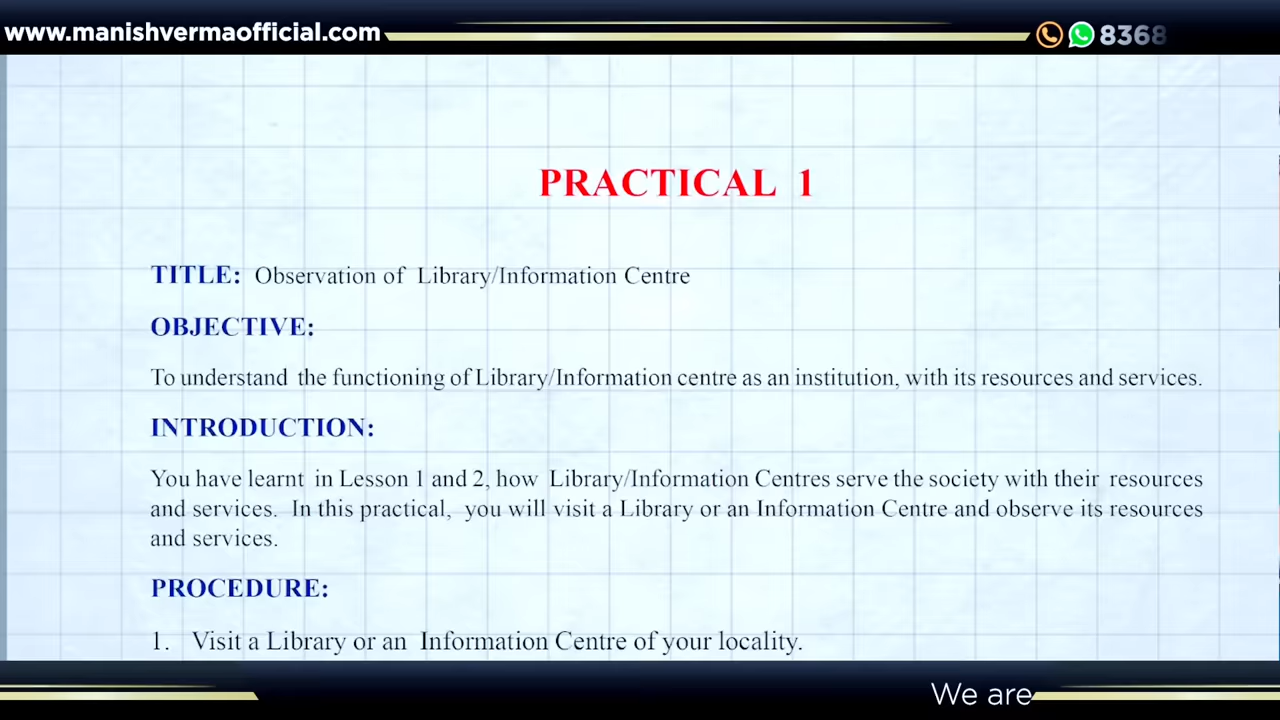 www.manishvermaofficial.com
8368
PRACTICAL 1
TITLE: Observation of Library/Information Centre
OBJECTIVE:
To understand the functioning of Library/Information centre as an institution, with its resources and services.
INTRODUCTION:
You have learnt in Lesson 1 and 2, how Library/Information Centres serve the society with their resources
and services. In this practical, you will visit a Library or an Information Centre and observe its resources
and services.
PROCEDURE:
1. Visit a Library or an Information Centre of your locality.
We are